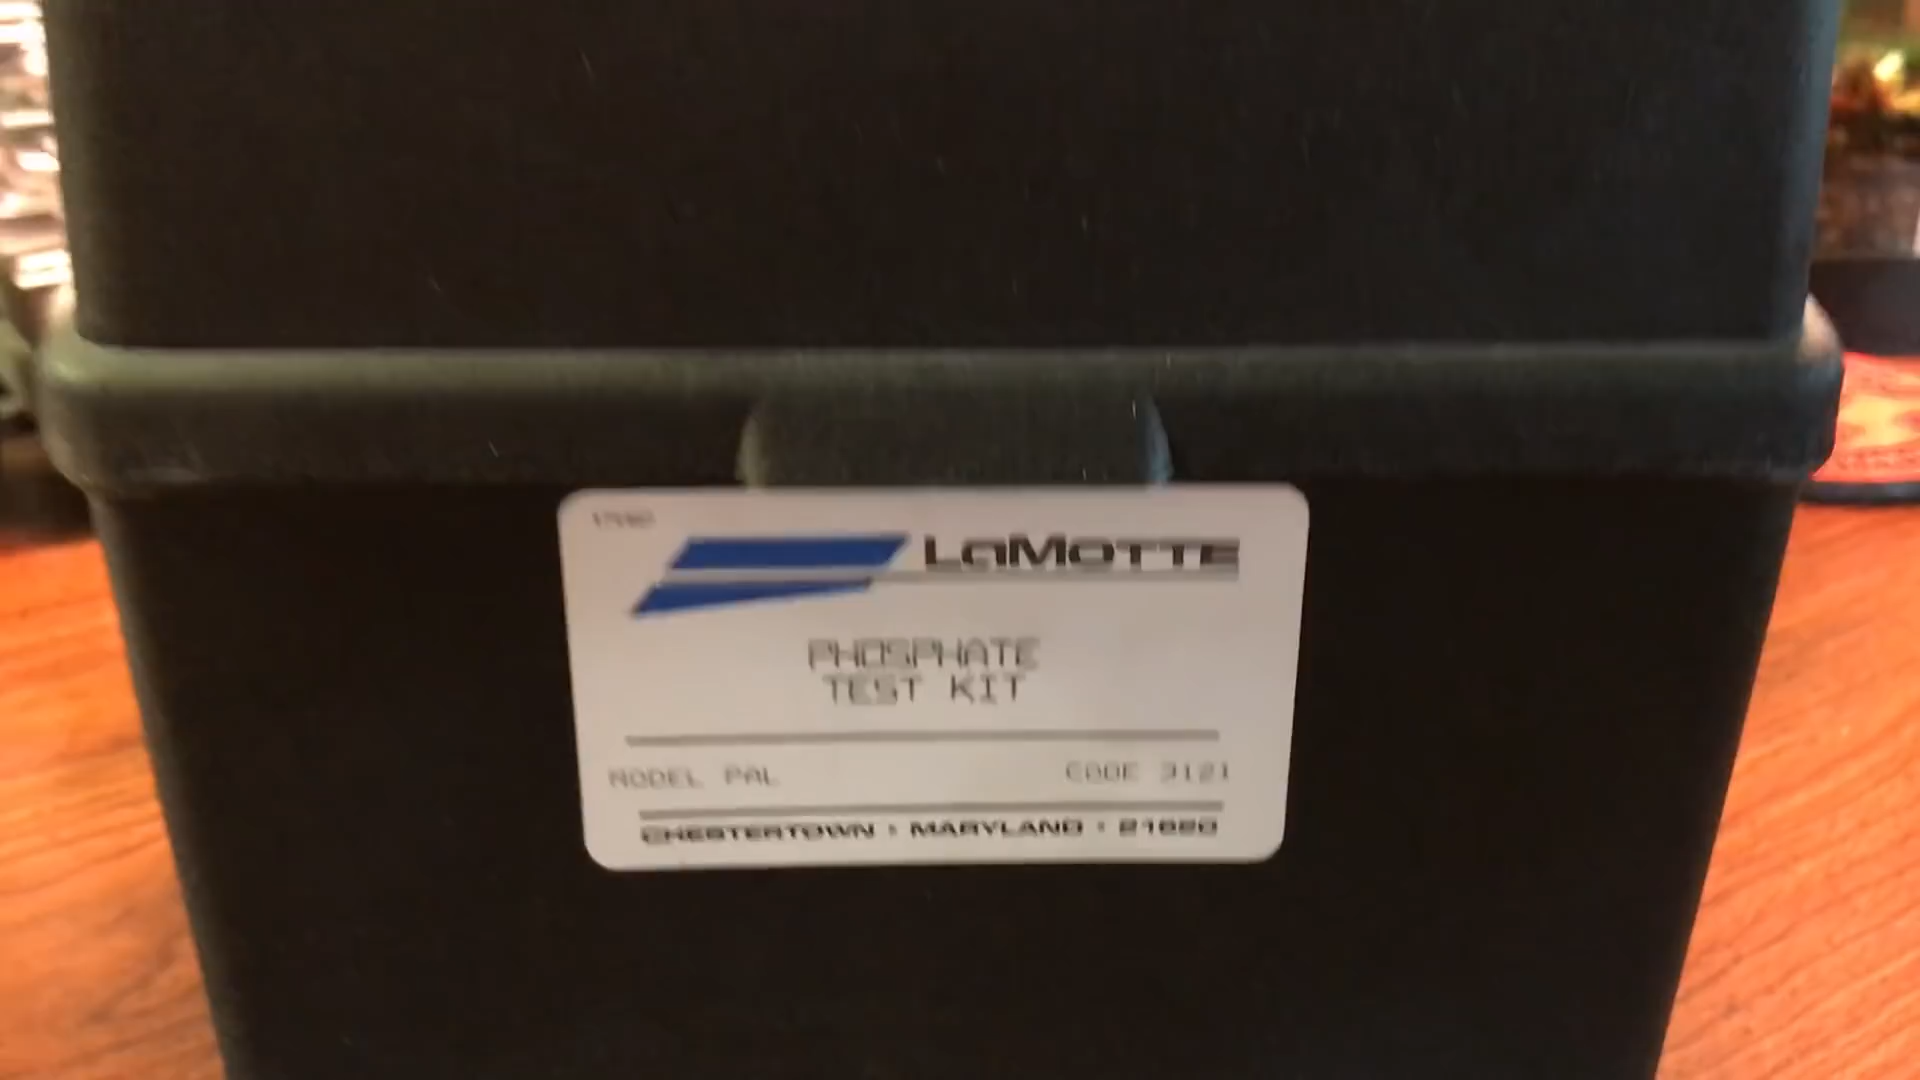 LaMOTTE
PHOSPHATE
TEST KIT
MODEL PAL CODE 3121
CHESTERTOWN • MARYLAND • 21620